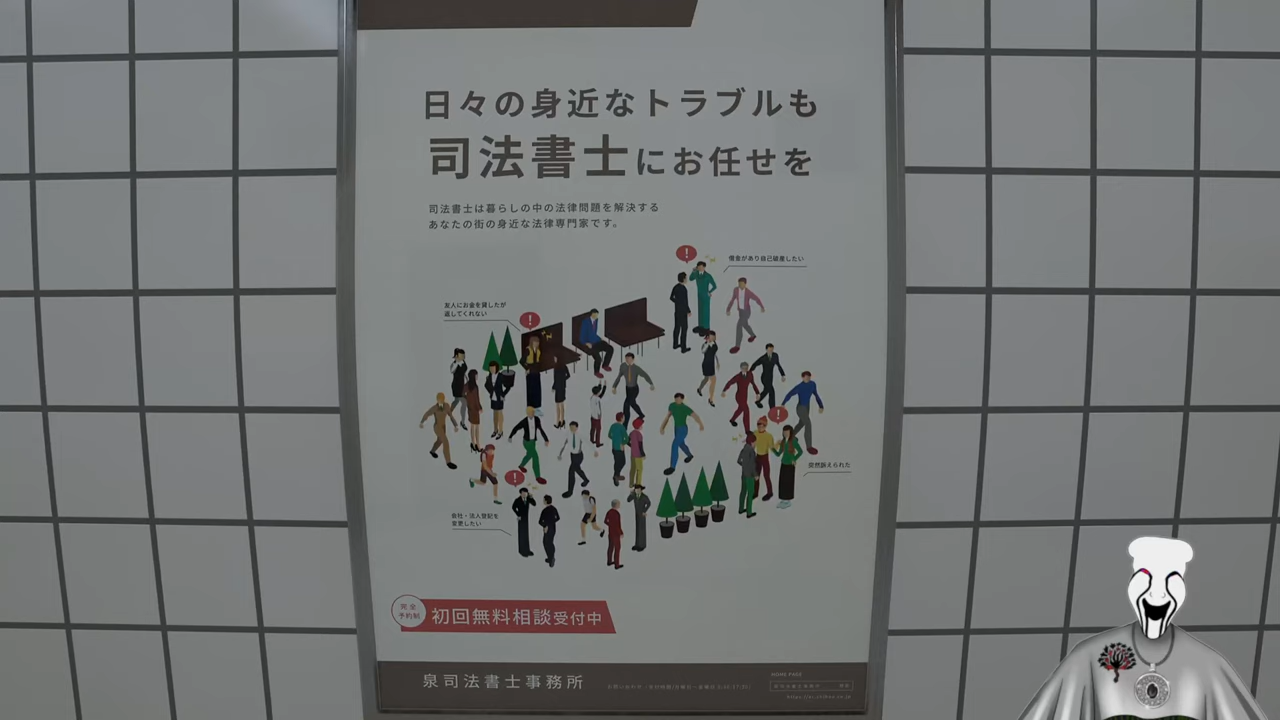 日々の身近なトラブルも
司法書士にお任せを
司法書士は暮らしの中の法律問題を解決する
あなたの街の身近な法律専門家です。
!
借金があり自己破産したい
友人にお金を貸したが
返してくれない
!
!
突然訴えられた
!
会社・法人登記を
変更したい
完全
予約制
初回無料相談受付中
泉司法書士事務所
HOME PAGE